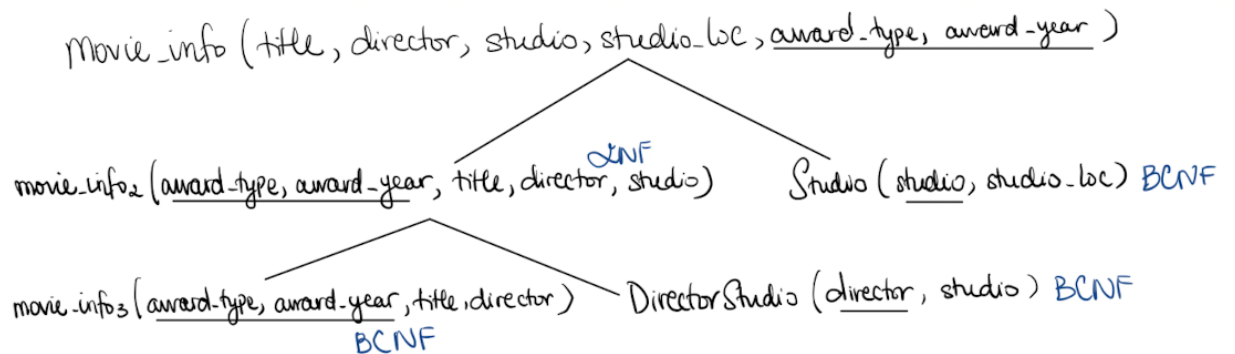 Movie_info (title, director, studio, studio_loc, award_type, award_year)
2NF
movie_info2 (award_type, award_year, title, director, studio) Studio (studio, studio_loc) BCNF
movie_info3 (award_type, award_year, title, director) DirectorStudio (director, studio) BCNF
BCNF